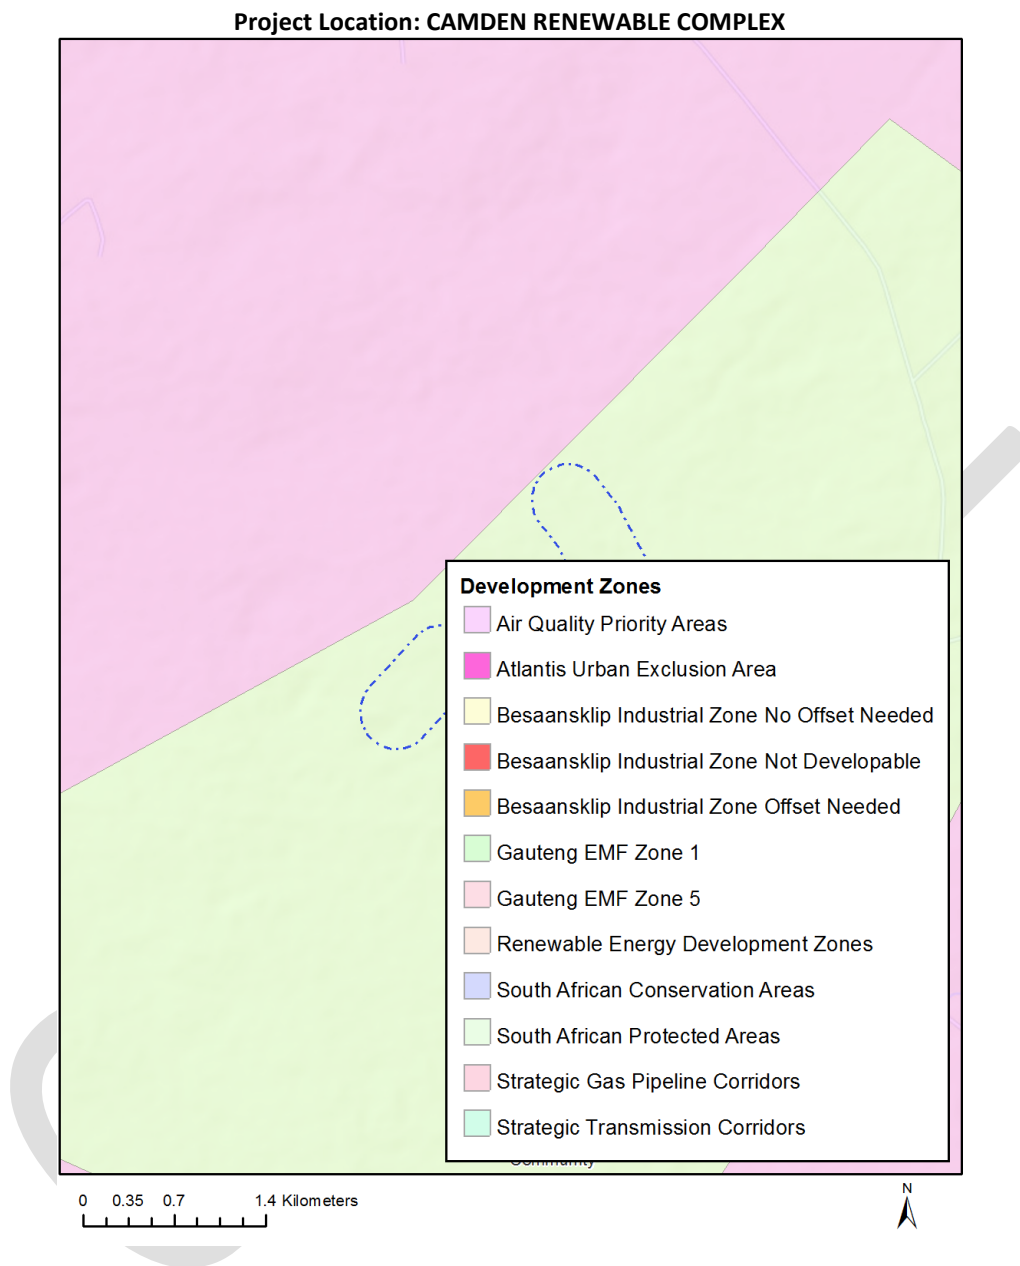 Project Location: CAMDEN RENEWABLE COMPLEX
Development Zones
Air Quality Priority Areas
Atlantis Urban Exclusion Area
Besaansklip Industrial Zone No Offset Needed
Besaansklip Industrial Zone Not Developable
Besaansklip Industrial Zone Offset Needed
Gauteng EMF Zone 1
Gauteng EMF Zone 5
Renewable Energy Development Zones
South African Conservation Areas
South African Protected Areas
Strategic Gas Pipeline Corridors
Strategic Transmission Corridors
Community
0 0.35 0.7 1.4 Kilometers
N